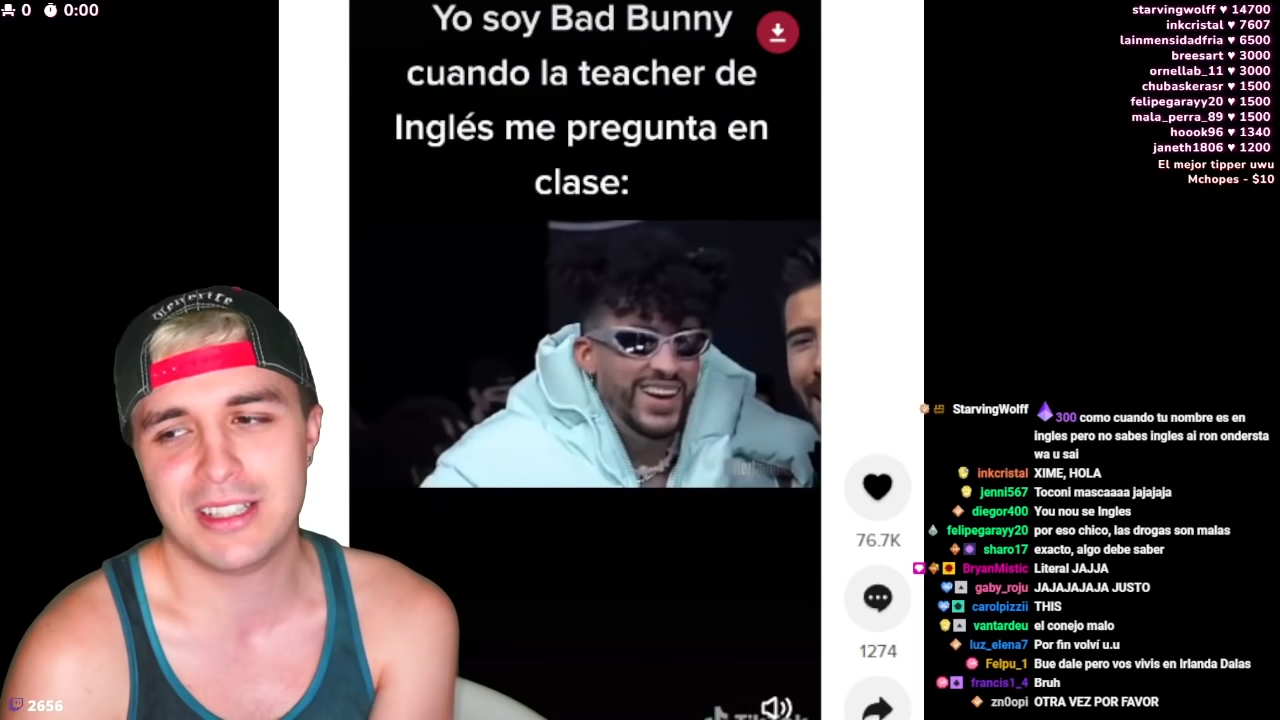 0 0:00
Yo soy Bad Bunny
cuando la teacher de
Inglés me pregunta en
clase:
76.7K
1274
2656
starvingwolff ♥ 14700
inkcristal ♥ 7607
lainmensidadfria ♥ 6500
breesart ♥ 3000
ornellab_11 ♥ 3000
chubaskerasr ♥ 1500
felipegarayy20 ♥ 1500
mala_perra_89 ♥ 1500
hoook96 ♥ 1340
janeth1806 ♥ 1200
El mejor tipper uwu
Mchopes - $10
StarvingWolff 300 como cuando tu nombre es en
ingles pero no sabes ingles ai ron ondersta
wa u sai
inkcristal XIME, HOLA
jenni567 Toconi mascaaaa jajajaja
diegor400 You nou se Ingles
felipegarayy20 por eso chico, las drogas son malas
sharo17 exacto, algo debe saber
BryanMistic Literal JAJJA
gaby_roju JAJAJAJAJA JUSTO
carolpizzii THIS
vantardeu el conejo malo
luz_elena7 Por fin volví u.u
Felpu_1 Bue dale pero vos vivis en Irlanda Dalas
francis1_4 Bruh
zn0opi OTRA VEZ POR FAVOR